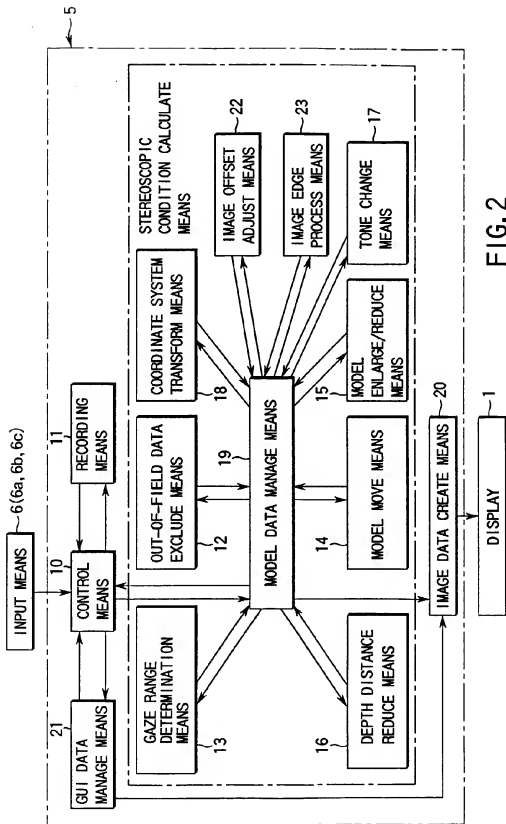 INPUT MEANS
6(6a, 6b, 6c)
5
21
GUI DATA
MANAGE MEANS
10
CONTROL
MEANS
11
RECORDING
MEANS
STEREOSCOPIC
CONDITION CALCULATE
MEANS
GAZE RANGE
DETERMINATION
MEANS
13
OUT-OF-FIELD DATA
EXCLUDE MEANS
12
COORDINATE SYSTEM
TRANSFORM MEANS
18
IMAGE OFFSET
ADJUST MEANS
22
IMAGE EDGE
PROCESS MEANS
23
MODEL DATA MANAGE MEANS
19
DEPTH DISTANCE
REDUCE MEANS
16
MODEL MOVE MEANS
14
MODEL
ENLARGE/REDUCE
MEANS
15
TONE CHANGE
MEANS
17
IMAGE DATA CREATE MEANS
20
DISPLAY
1
FIG.2